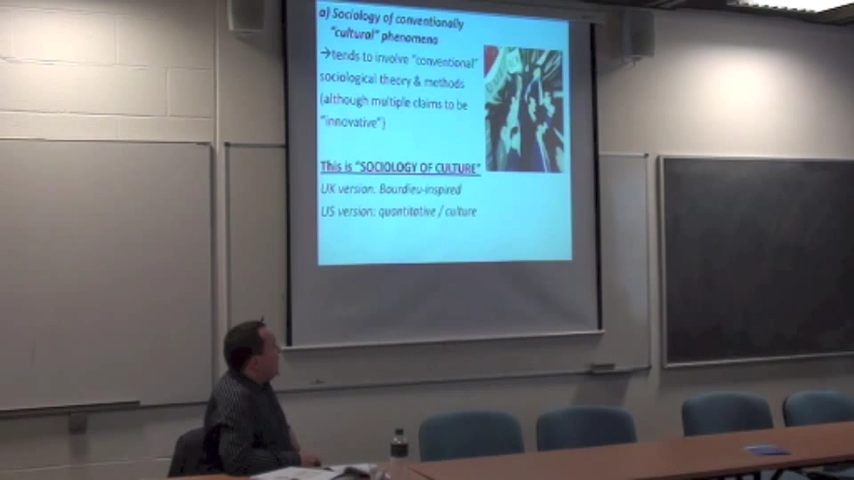 a) Sociology of conventionally
"cultural" phenomena
→tends to involve "conventional"
sociological theory & methods
(although multiple claims to be
"innovative")
This is "SOCIOLOGY OF CULTURE"
UK version: Bourdieu-inspired
US version: quantitative / culture